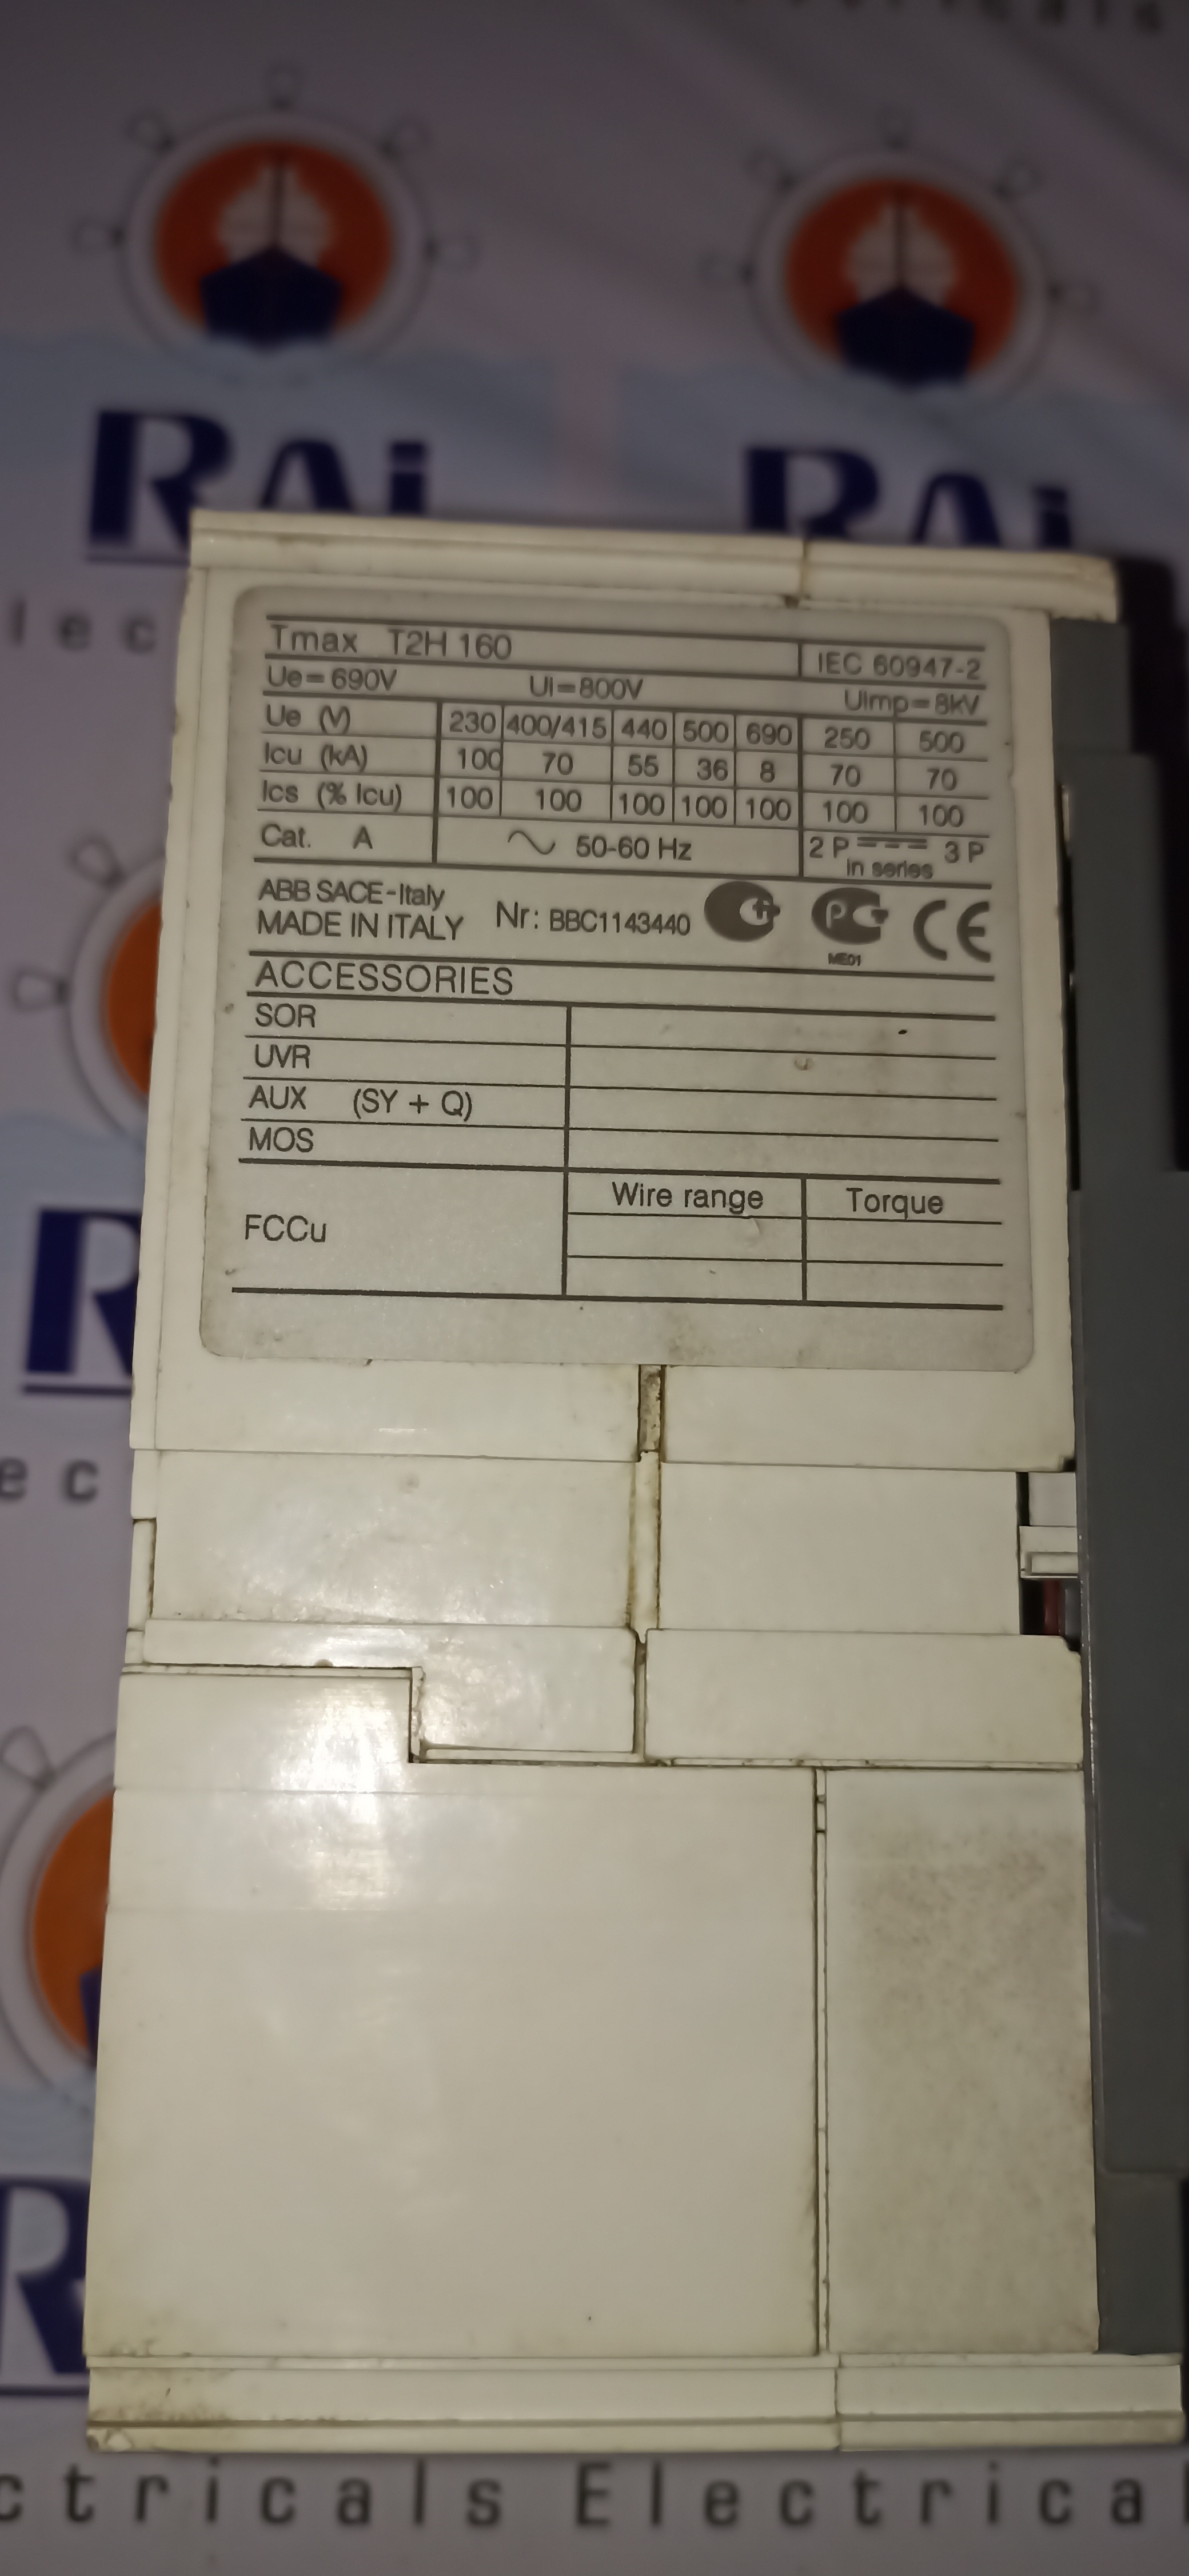 RAi RAi
Tmax T2H 160 IEC 60947-2
Ue=690V Ui=800V Uimp=8kV
Ue (V) 230 400/415 440 500 690 250 500
Icu (kA) 100 70 55 36 8 70 70
Ics (% Icu) 100 100 100 100 100 100 100
Cat. A 50-60 Hz 2 P 3 P
in series
ABB SACE-Italy
MADE IN ITALY Nr: BBC1143440 CE
ME01
ACCESSORIES
SOR
UVR
AUX (SY + Q)
MOS
Wire range Torque
FCCu
ctricals Electrical